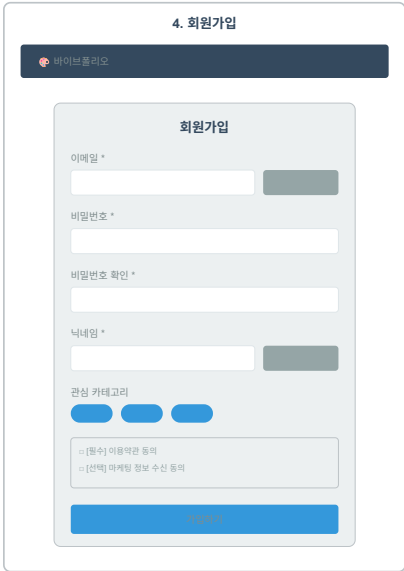 4. 회원가입
🎨 바이브폴리오
회원가입
이메일 *
비밀번호 *
비밀번호 확인 *
닉네임 *
관심 카테고리
□ [필수] 이용약관 동의
□ [선택] 마케팅 정보 수신 동의